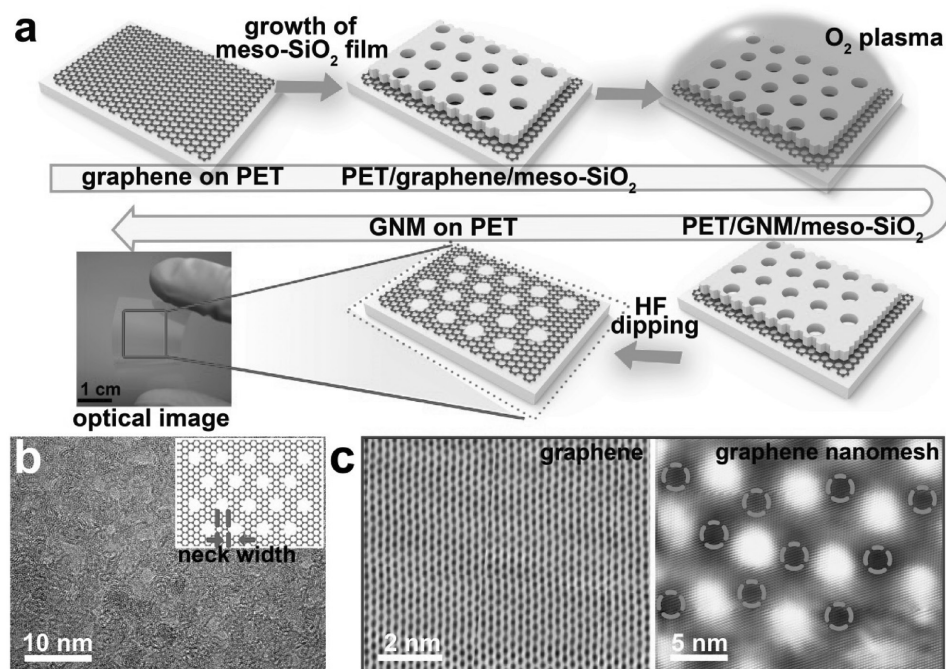 a
growth of
meso-SiO₂ film
O₂ plasma
graphene on PET
PET/graphene/meso-SiO₂
GNM on PET
PET/GNM/meso-SiO₂
HF
dipping
1 cm
optical image
b
neck width
10 nm
c
graphene
2 nm
graphene nanomesh
5 nm